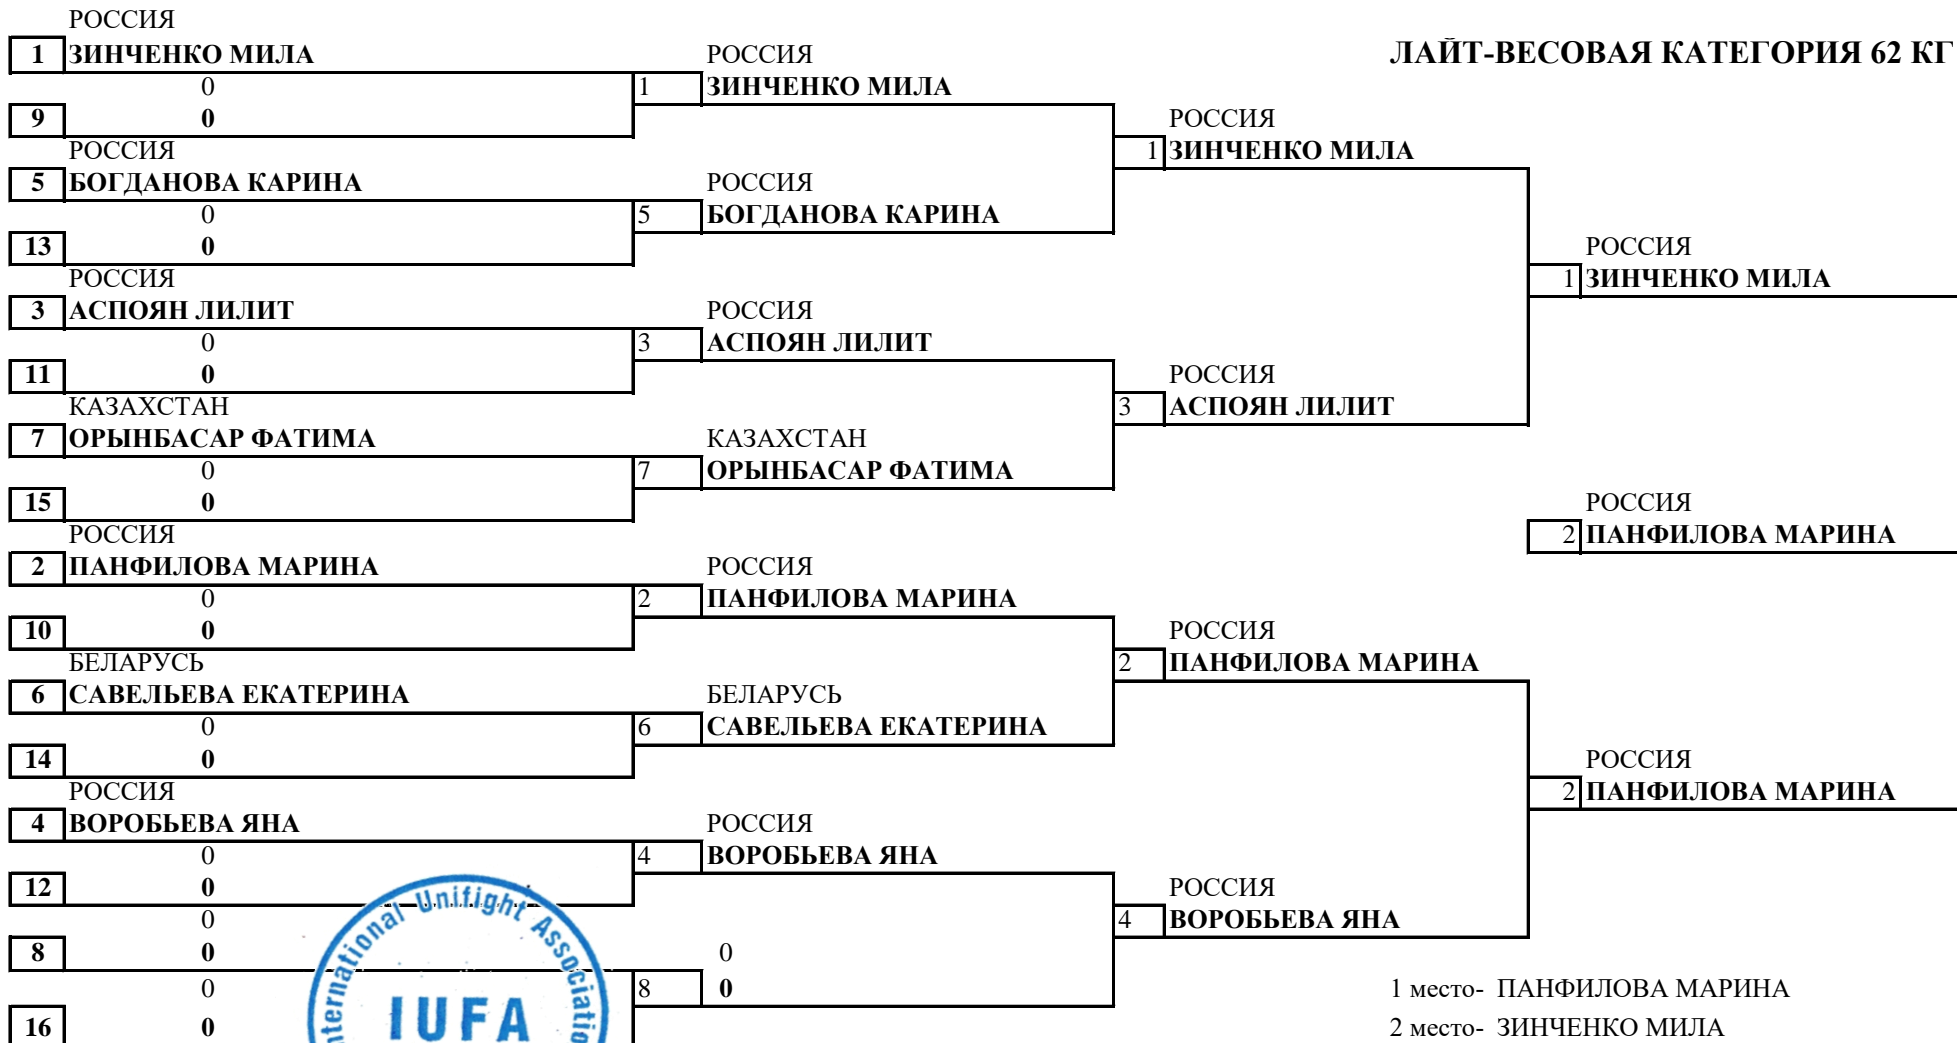 РОССИЯ
1 ЗИНЧЕНКО МИЛА РОССИЯ ЛАЙТ-ВЕСОВАЯ КАТЕГОРИЯ 62 КГ
0 1 ЗИНЧЕНКО МИЛА
9 0 РОССИЯ
РОССИЯ 1 ЗИНЧЕНКО МИЛА
5 БОГДАНОВА КАРИНА РОССИЯ
0 5 БОГДАНОВА КАРИНА
13 0 РОССИЯ
РОССИЯ 1 ЗИНЧЕНКО МИЛА
3 АСПОЯН ЛИЛИТ РОССИЯ
0 3 АСПОЯН ЛИЛИТ
11 0 РОССИЯ
КАЗАХСТАН 3 АСПОЯН ЛИЛИТ
7 ОРЫНБАСАР ФАТИМА КАЗАХСТАН
0 7 ОРЫНБАСАР ФАТИМА
15 0 РОССИЯ
РОССИЯ 2 ПАНФИЛОВА МАРИНА
2 ПАНФИЛОВА МАРИНА РОССИЯ
0 2 ПАНФИЛОВА МАРИНА
10 0 РОССИЯ
БЕЛАРУСЬ 2 ПАНФИЛОВА МАРИНА
6 САВЕЛЬЕВА ЕКАТЕРИНА БЕЛАРУСЬ
0 6 САВЕЛЬЕВА ЕКАТЕРИНА
14 0 РОССИЯ
РОССИЯ 2 ПАНФИЛОВА МАРИНА
4 ВОРОБЬЕВА ЯНА РОССИЯ
0 4 ВОРОБЬЕВА ЯНА
12 0 РОССИЯ
0 4 ВОРОБЬЕВА ЯНА
8 0 0
0 8 0 1 место- ПАНФИЛОВА МАРИНА
16 0 2 место- ЗИНЧЕНКО МИЛА
Unifight
IUFA